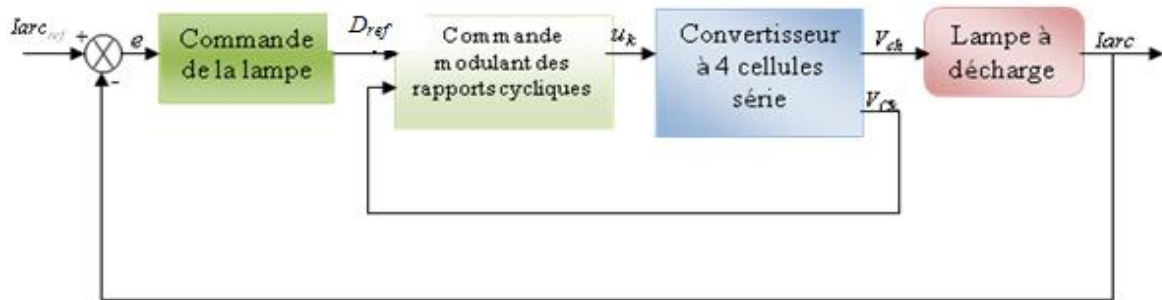 Iarc_ref
+
-
e
Commande
de la lampe
D_ref
Commande
modulant des
rapports cycliques
u_k
Convertisseur
à 4 cellules
série
V_ch
V_Ck
Lampe à
décharge
Iarc